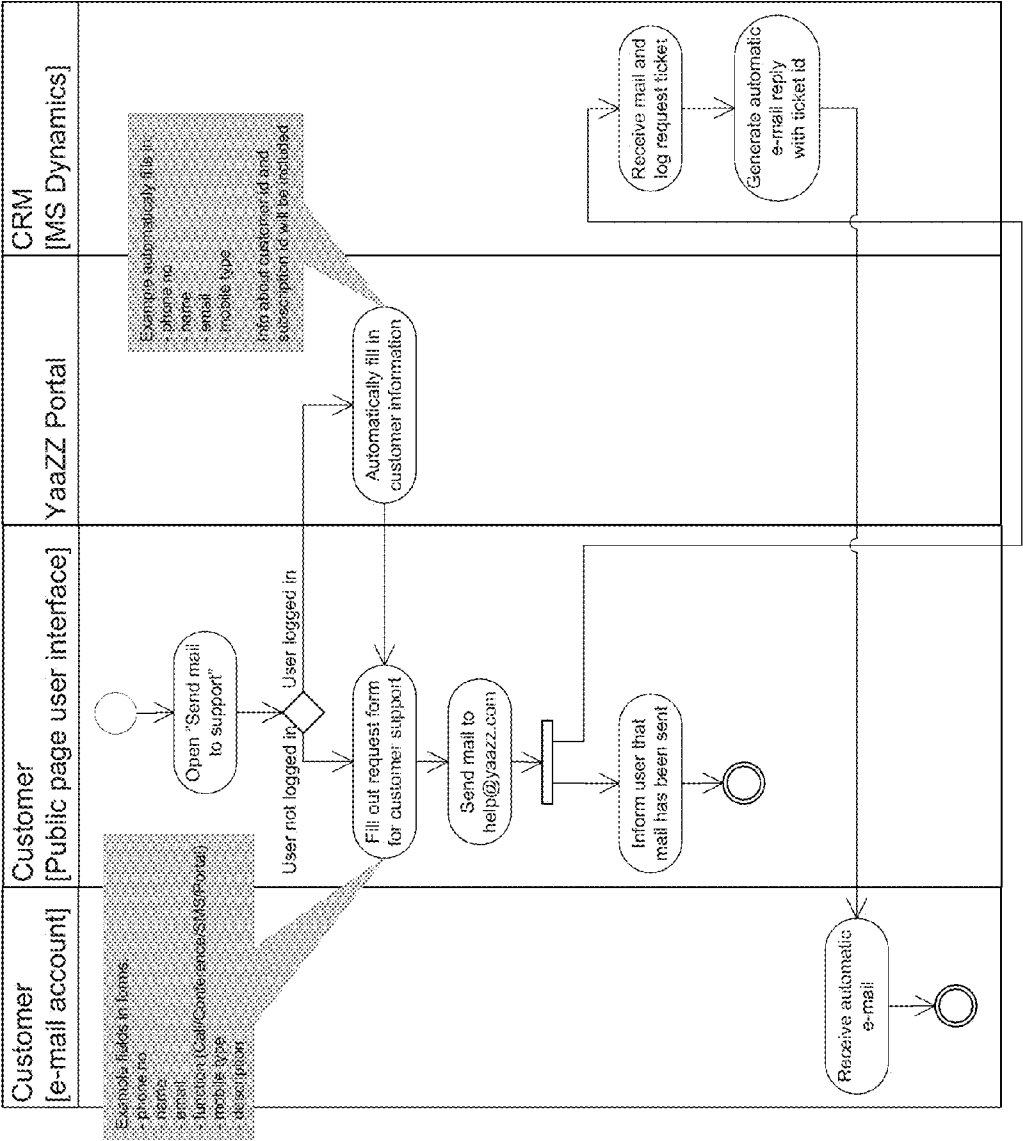 Customer
[e-mail account]
Customer
[Public page user interface]
YaaZZ Portal
CRM
[MS Dynamics]
Example fields in forms:
- phone no
- name
- email
- function (Call/Conference/SMS/Portal)
- mobile type
- description
Open "Send mail
to support"
User not logged in
User logged in
Example automatically fills in:
- phone no
- name
- email
- mobile type
Info about customer id and
subscription id will be included
Automatically fill in
customer information
Fill out request form
for customer support
Send mail to
help@yaazz.com
Inform user that
mail has been sent
Receive mail and
log request ticket
Generate automatic
e-mail reply
with ticket id
Receive automatic
e-mail